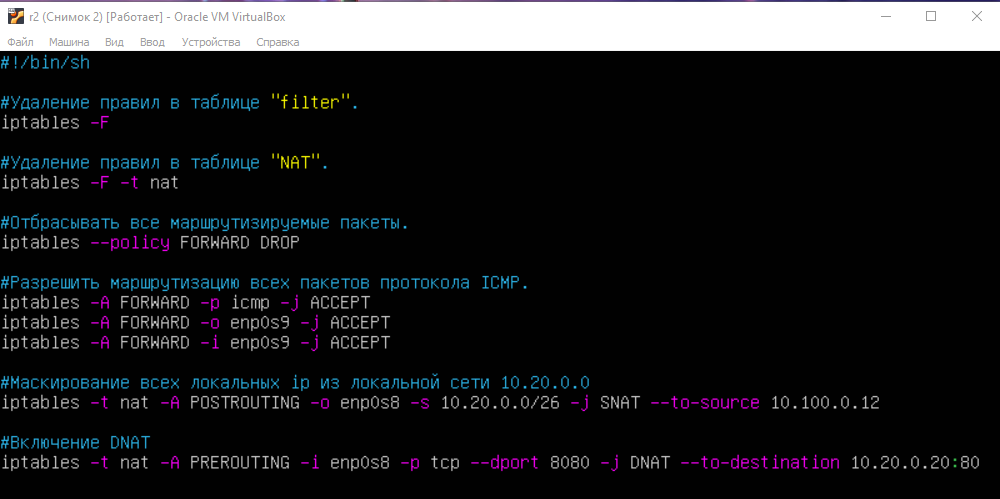 r2 (Снимок 2) [Работает] - Oracle VM VirtualBox
Файл Машина Вид Ввод Устройства Справка
#!/bin/sh
#Удаление правил в таблице "filter".
iptables -F
#Удаление правил в таблице "NAT".
iptables -F -t nat
#Отбрасывать все маршрутизируемые пакеты.
iptables --policy FORWARD DROP
#Разрешить маршрутизацию всех пакетов протокола ICMP.
iptables -A FORWARD -p icmp -j ACCEPT
iptables -A FORWARD -o enp0s9 -j ACCEPT
iptables -A FORWARD -i enp0s9 -j ACCEPT
#Маскирование всех локальных ip из локальной сети 10.20.0.0
iptables -t nat -A POSTROUTING -o enp0s8 -s 10.20.0.0/26 -j SNAT --to-source 10.100.0.12
#Включение DNAT
iptables -t nat -A PREROUTING -i enp0s8 -p tcp --dport 8080 -j DNAT --to-destination 10.20.0.20:80